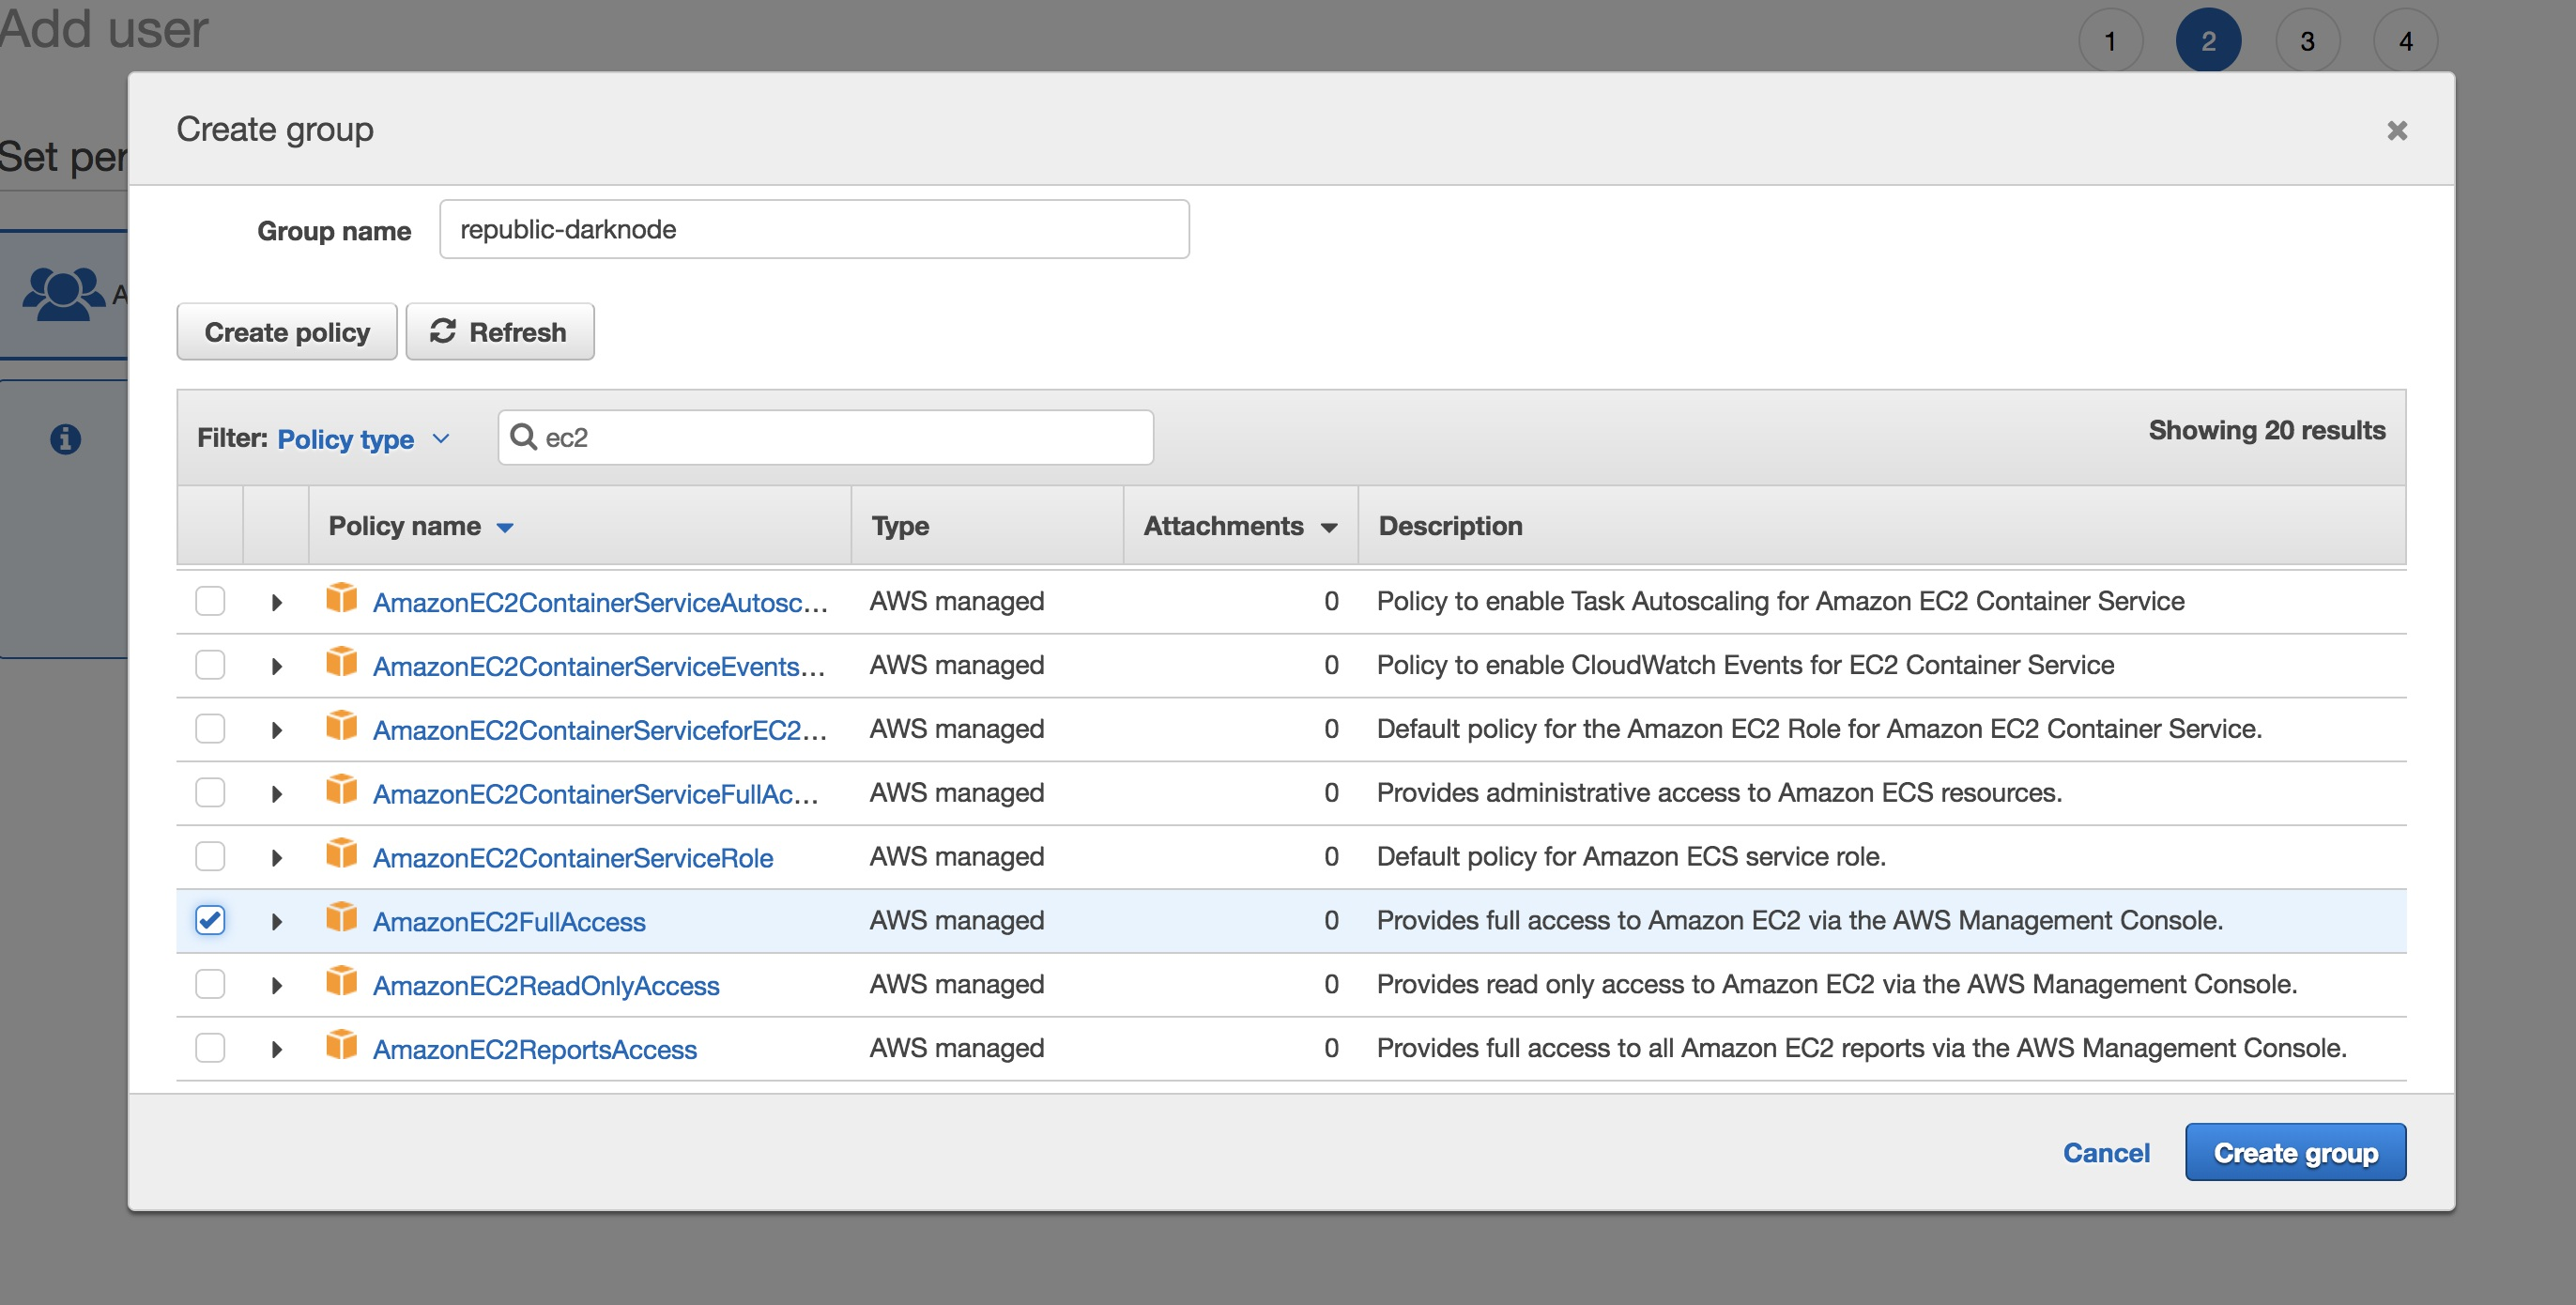 Add user
1 2 3 4
Create group
Set per
Group name republic-darknode
A
Create policy Refresh
Filter: Policy type ec2 Showing 20 results
Policy name Type Attachments Description
AmazonEC2ContainerServiceAutosc... AWS managed 0 Policy to enable Task Autoscaling for Amazon EC2 Container Service
AmazonEC2ContainerServiceEvents... AWS managed 0 Policy to enable CloudWatch Events for EC2 Container Service
AmazonEC2ContainerServiceforEC2... AWS managed 0 Default policy for the Amazon EC2 Role for Amazon EC2 Container Service.
AmazonEC2ContainerServiceFullAc... AWS managed 0 Provides administrative access to Amazon ECS resources.
AmazonEC2ContainerServiceRole AWS managed 0 Default policy for Amazon ECS service role.
AmazonEC2FullAccess AWS managed 0 Provides full access to Amazon EC2 via the AWS Management Console.
AmazonEC2ReadOnlyAccess AWS managed 0 Provides read only access to Amazon EC2 via the AWS Management Console.
AmazonEC2ReportsAccess AWS managed 0 Provides full access to all Amazon EC2 reports via the AWS Management Console.
Cancel Create group